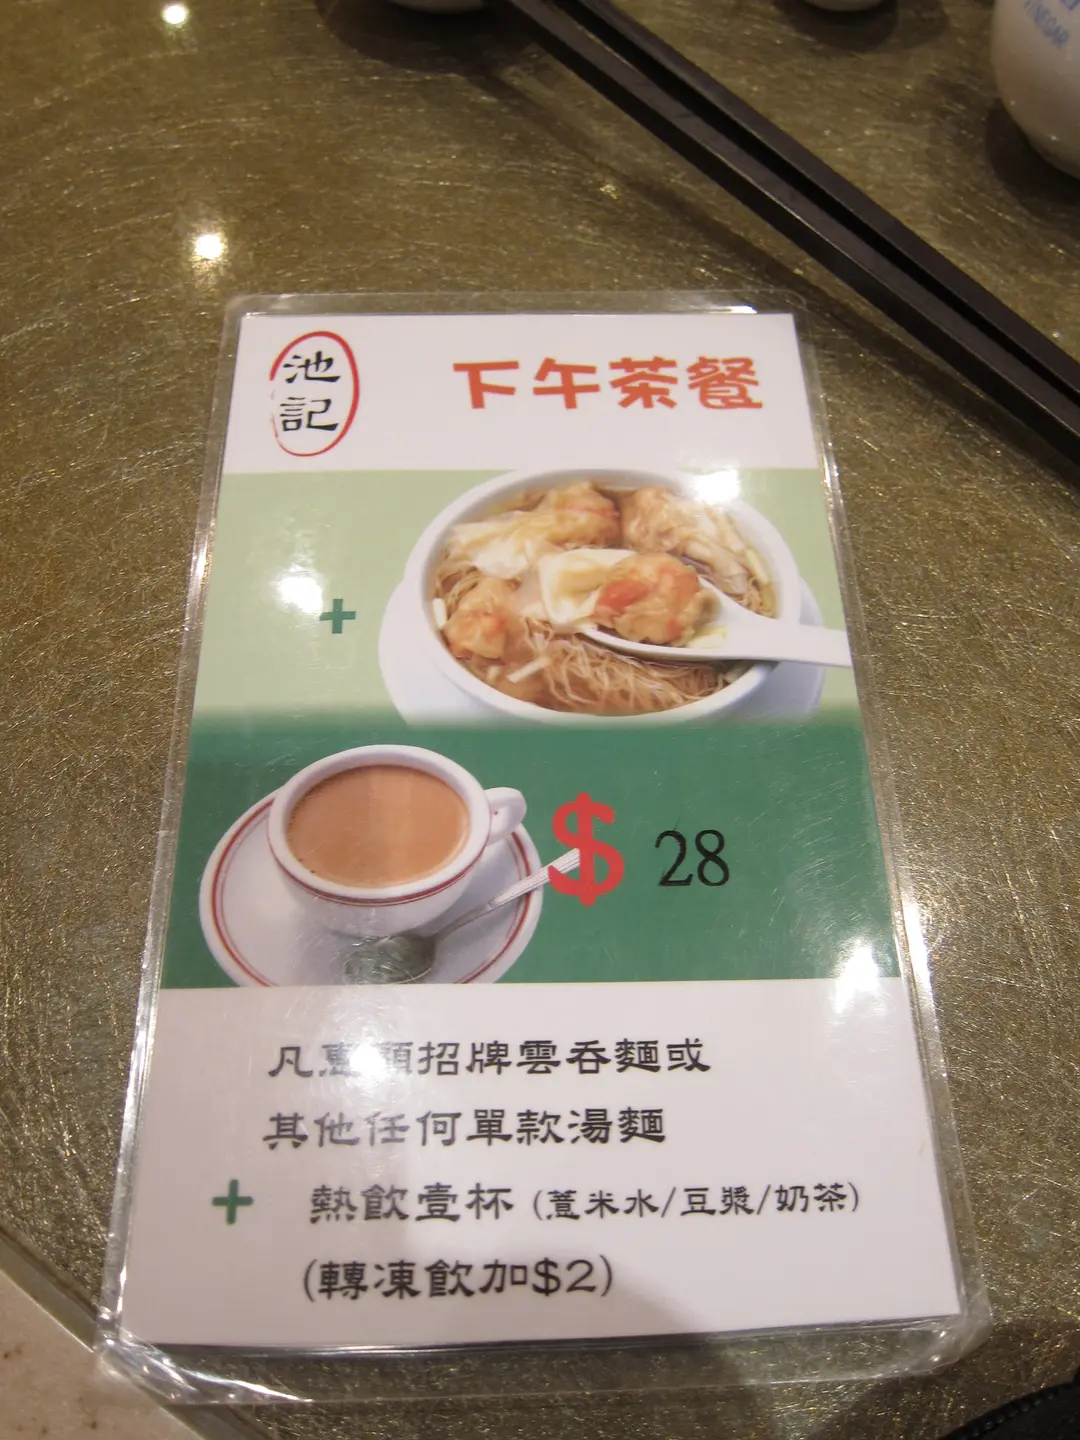 池記
下午茶餐
+
$ 28
凡惠顧招牌雲吞麵或
其他任何單款湯麵
+ 熱飲壹杯 (薏米水/豆漿/奶茶)
(轉凍飲加$2)
VINEGAR